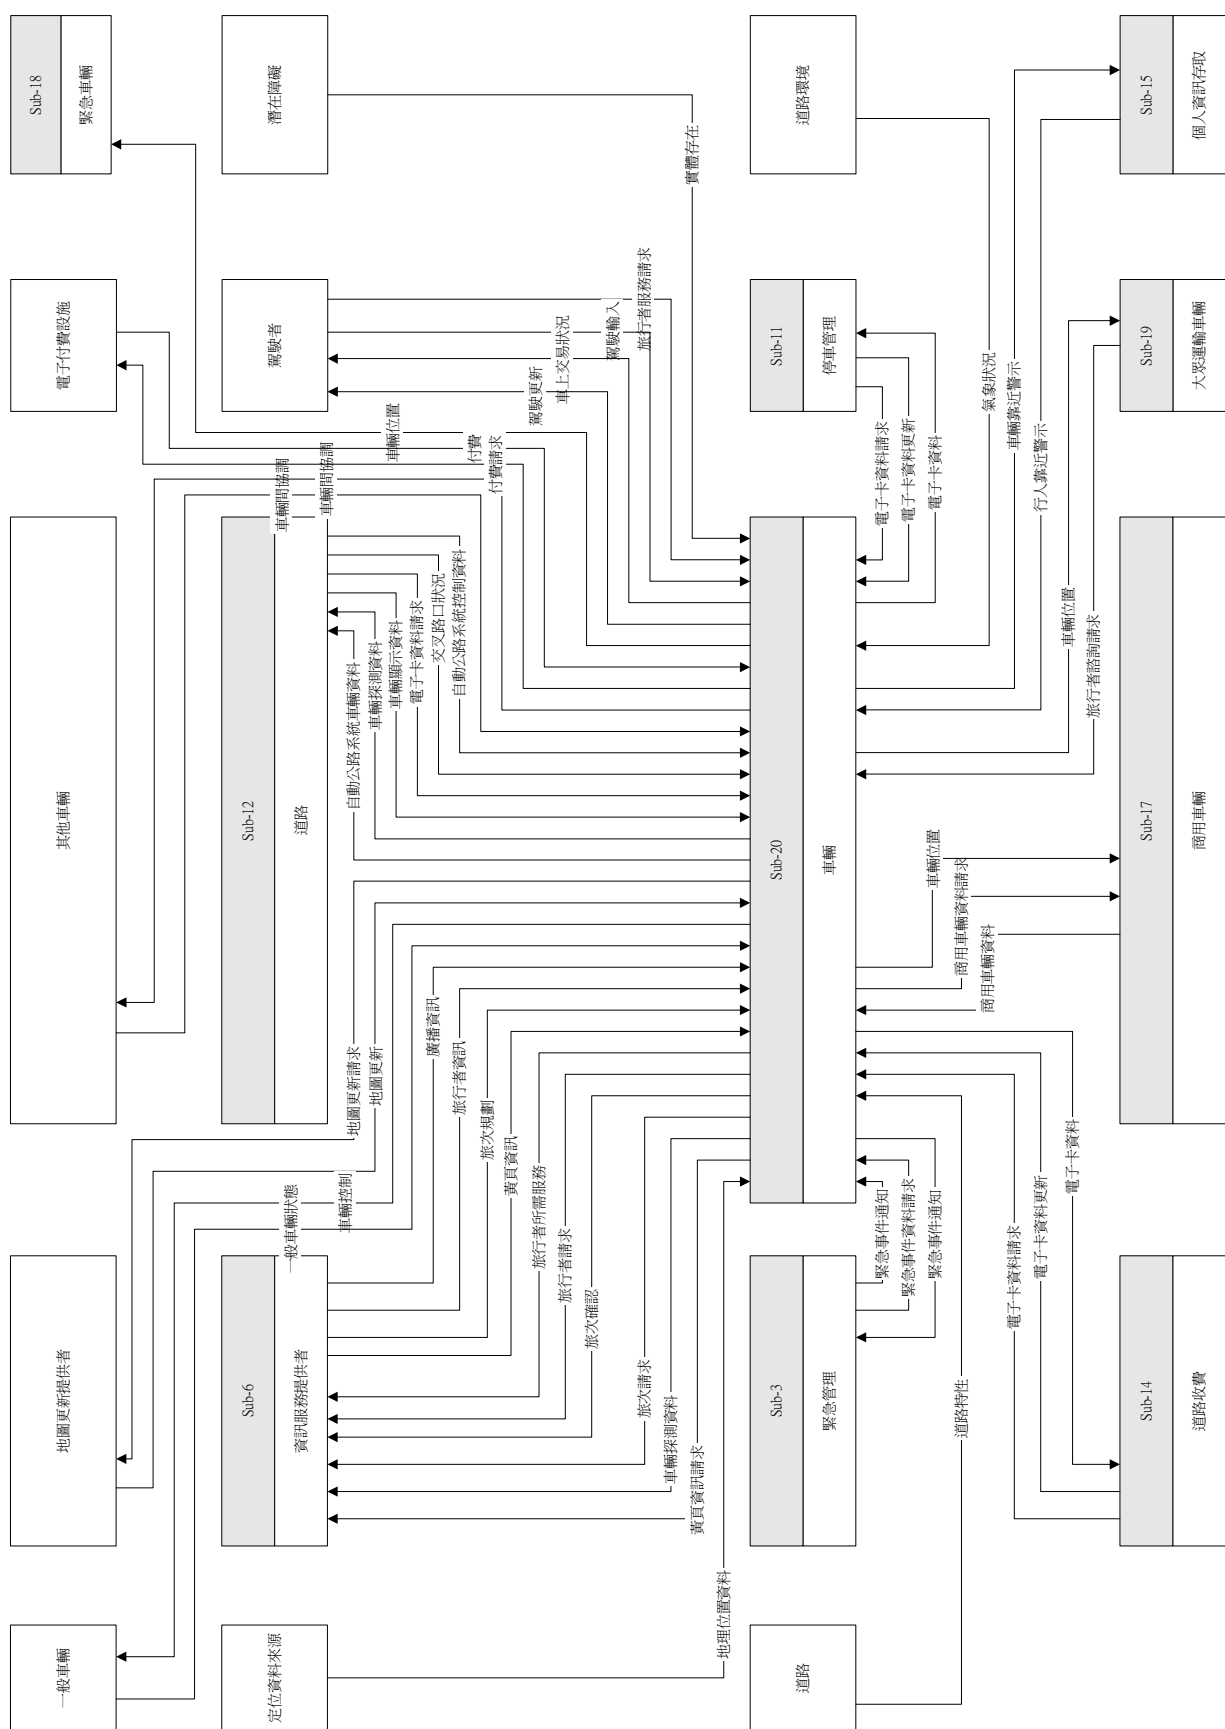 Sub-18
緊急車輛
潛在障礙
道路環境
Sub-15
個人資訊存取
電子付費設施
駕駛者
Sub-11
停車管理
Sub-19
大眾運輸車輛
其他車輛
Sub-12
道路
Sub-20
車輛
Sub-17
商用車輛
地圖更新提供者
Sub-6
資訊服務提供者
Sub-3
緊急管理
Sub-14
道路收費
一般車輛
定位資料來源
道路
實體存在
旅行者服務請求
駕駛輸入
車上交易狀況
駕駛更新
車輛位置
付費
付費請求
車輛間協調
車輛間協調
自動公路系統控制資料
交叉路口狀況
電子卡資料請求
車輛顯示資料
車輛探測資料
自動公路系統車輛資料
地圖更新請求
地圖更新
車輛控制
一般車輛狀態
廣播資訊
旅行者資訊
旅次規劃
黃頁資訊
旅行者所需服務
旅行者請求
旅次確認
旅次請求
車輛探測資料
黃頁資訊請求
地理位置資料
電子卡資料請求
電子卡資料更新
電子卡資料
氣象狀況
車輛靠近警示
行人靠近警示
車輛位置
旅行者諮詢請求
車輛位置
商用車輛資料請求
商用車輛資料
電子卡資料
電子卡資料更新
電子卡資料請求
道路特性
緊急事件通知
緊急事件資料請求
緊急事件通知